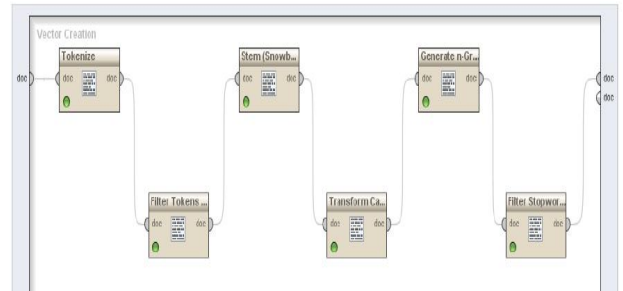 Vector Creation
Tokenize
Stem (Snowb...
Generate n-Gr...
doc
doc
doc
doc
doc
doc
doc
doc
doc
Filter Tokens ...
Transform Ca...
Filter Stopwor...
doc
doc
doc
doc
doc
doc